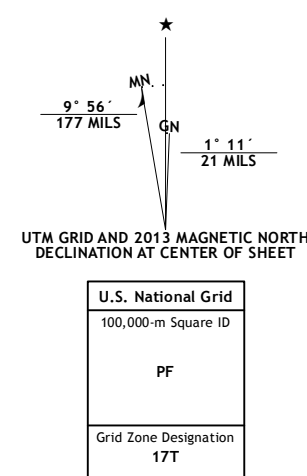 MN
9° 56´
177 MILS
GN
1° 11´
21 MILS
UTM GRID AND 2013 MAGNETIC NORTH
DECLINATION AT CENTER OF SHEET
U.S. National Grid
100,000-m Square ID
PF
Grid Zone Designation
17T